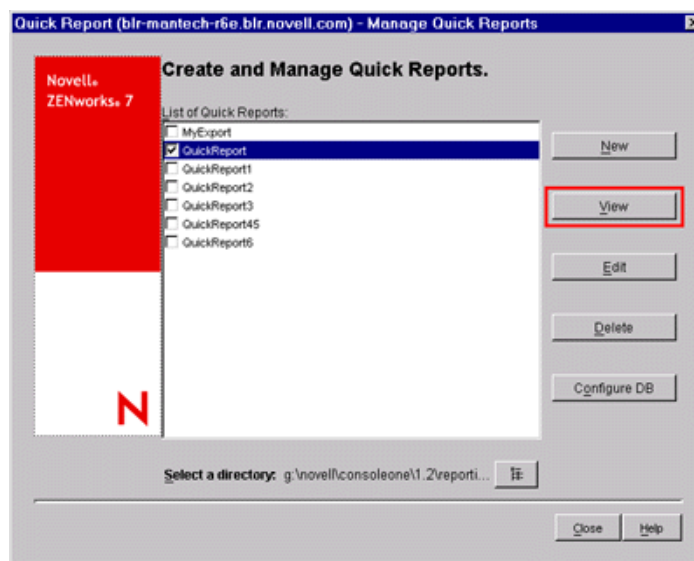 Quick Report (blr-mantech-r6e.blr.novell.com) - Manage Quick Reports
Novell®
ZENworks® 7
Create and Manage Quick Reports.
List of Quick Reports:
MyExport
QuickReport
QuickReport1
QuickReport2
QuickReport3
QuickReport45
QuickReport6
New
View
Edit
Delete
Configure DB
N
Select a directory: g:\novell\consoleone\1.2\reporti...
Close
Help